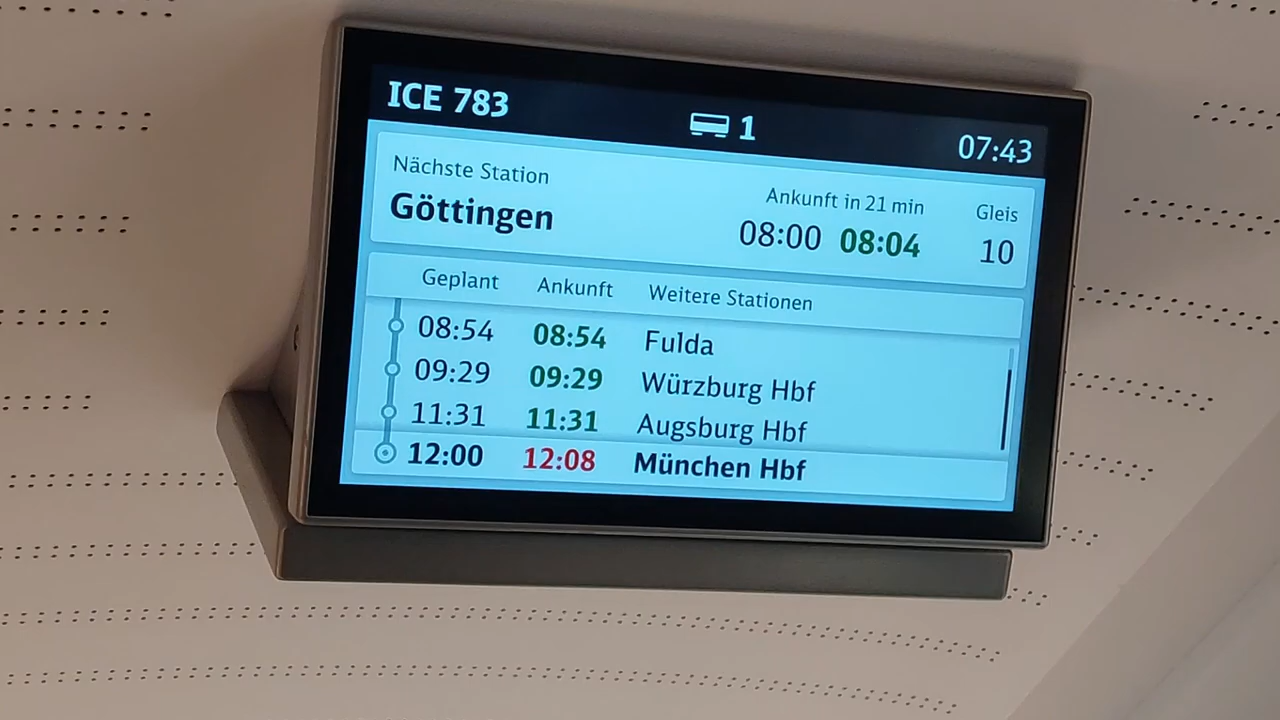 ICE 783 1 07:43
Nächste Station Ankunft in 21 min Gleis
Göttingen 08:00 08:04 10
Geplant Ankunft Weitere Stationen
08:54 08:54 Fulda
09:29 09:29 Würzburg Hbf
11:31 11:31 Augsburg Hbf
12:00 12:08 München Hbf